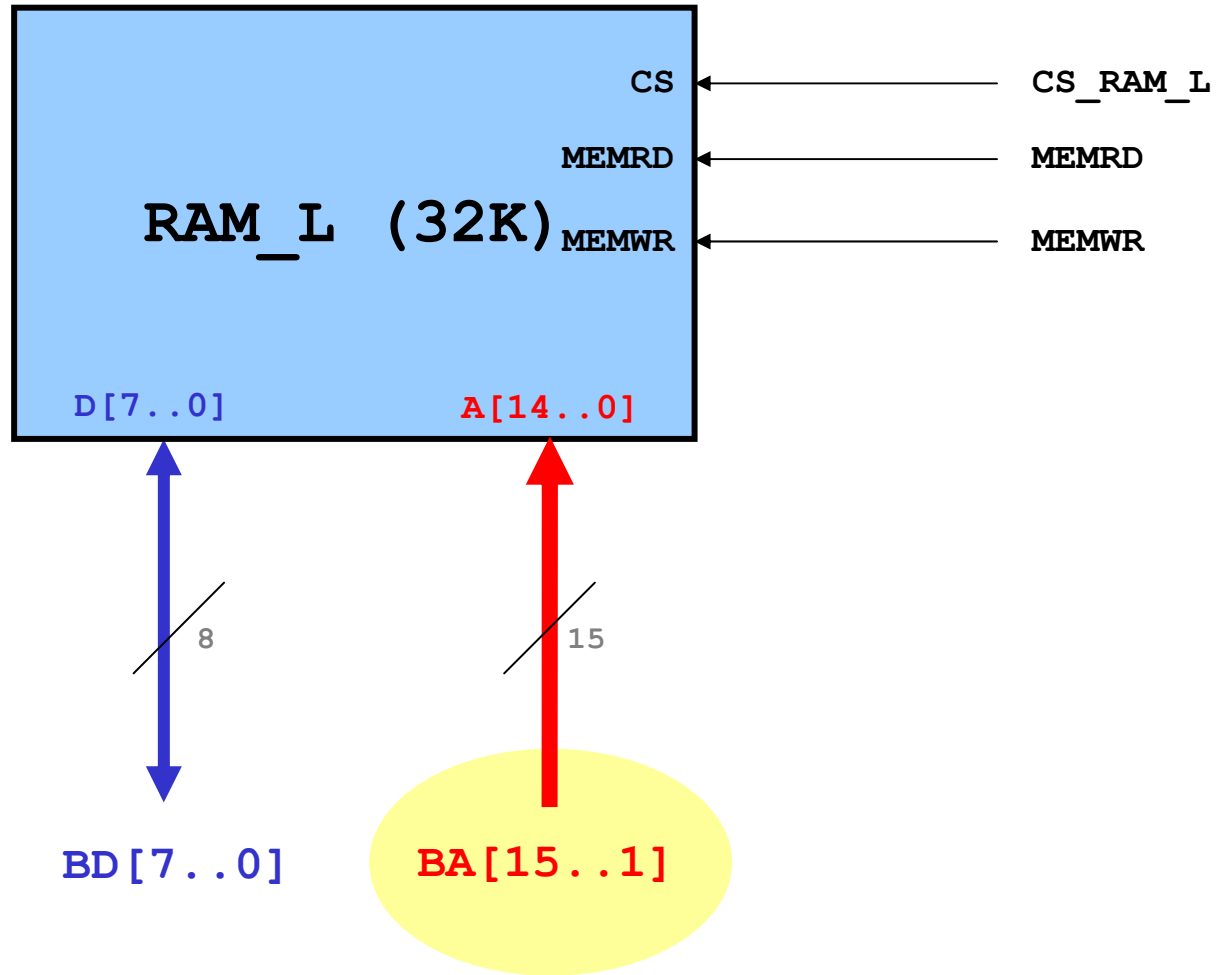 CS CS_RAM_L
MEMRD MEMRD
RAM_L (32K)
MEMWR MEMWR
D[7..0] A[14..0]
8 15
BD[7..0] BA[15..1]